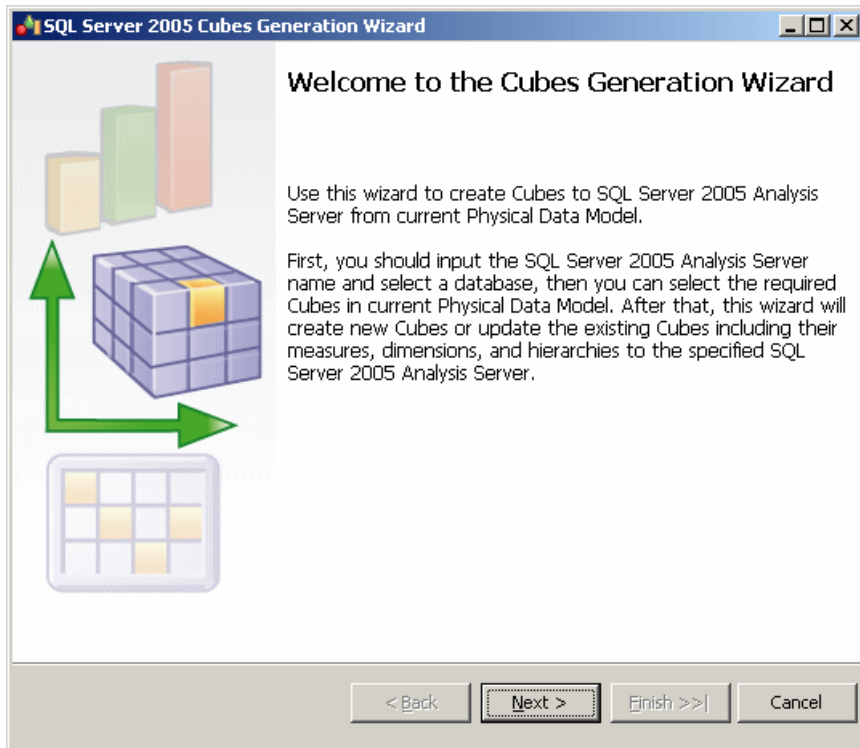 SQL Server 2005 Cubes Generation Wizard
Welcome to the Cubes Generation Wizard
Use this wizard to create Cubes to SQL Server 2005 Analysis
Server from current Physical Data Model.
First, you should input the SQL Server 2005 Analysis Server
name and select a database, then you can select the required
Cubes in current Physical Data Model. After that, this wizard will
create new Cubes or update the existing Cubes including their
measures, dimensions, and hierarchies to the specified SQL
Server 2005 Analysis Server.
< Back Next > Finish >>| Cancel